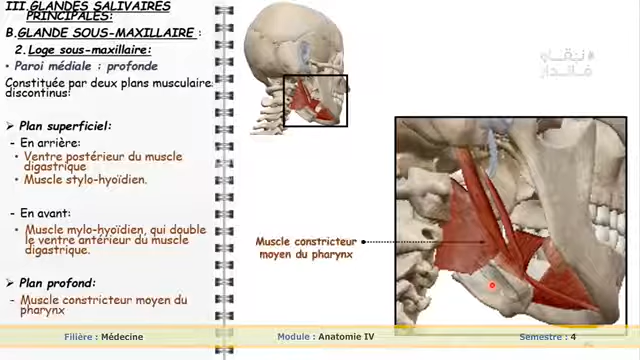 III.GLANDES SALIVAIRES
PRINCIPALES:
B.GLANDE SOUS-MAXILLAIRE :
2. Loge sous-maxillaire:
• Paroi médiale : profonde
Constituée par deux plans musculaire
discontinus:
➢ Plan superficiel:
- En arrière:
• Ventre postérieur du muscle
digastrique
• Muscle stylo-hyoïdien.
- En avant:
• Muscle mylo-hyoïdien, qui double
le ventre antérieur du muscle
digastrique.
➢ Plan profond:
- Muscle constricteur moyen du
pharynx
Muscle constricteur
moyen du pharynx
Filière : Médecine
Module : Anatomie IV
Semestre : 4